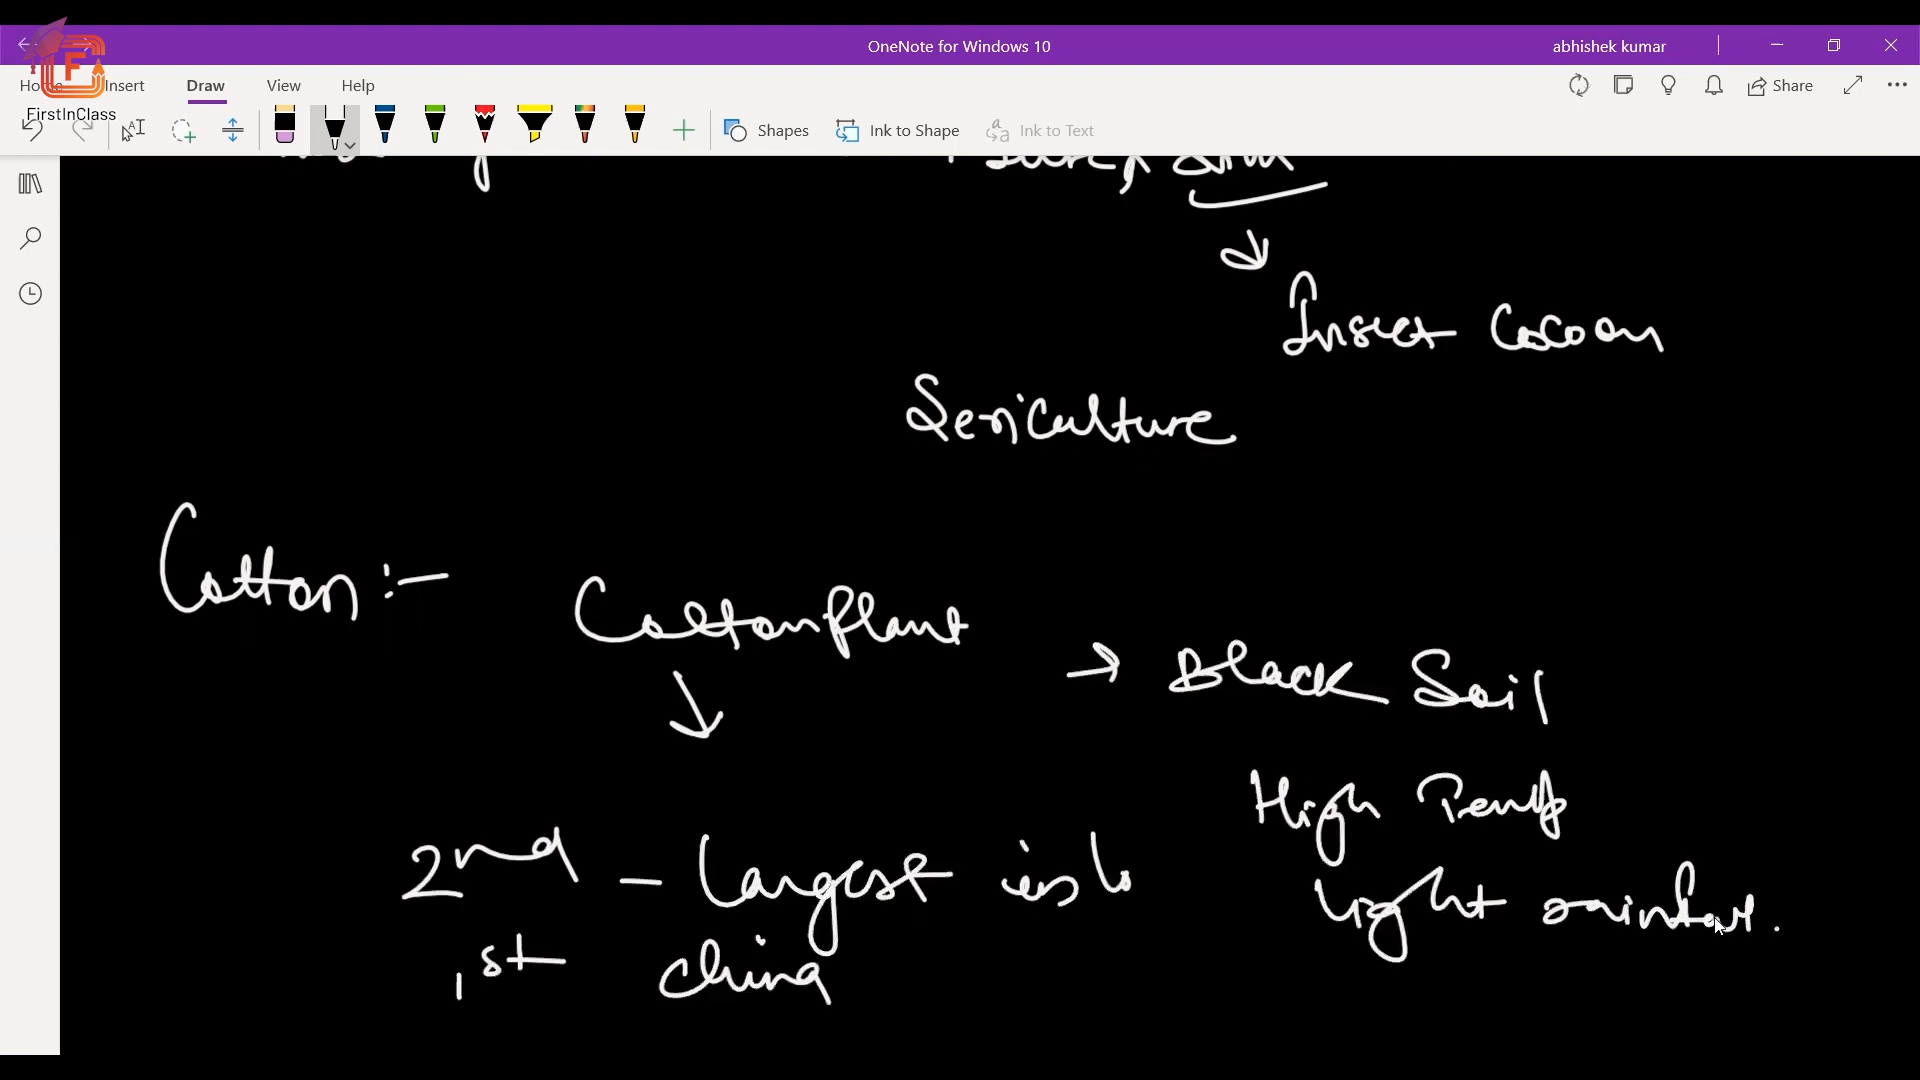 OneNote for Windows 10
abhishek kumar
Home Insert Draw View Help
Share
FirstInClass
Shapes Ink to Shape Ink to Text
Insect Cocoon
Sericulture
Cotton :-
Cotton plant
→ Black Soil
High Temp
2nd - largest in
light rainfall.
1st china